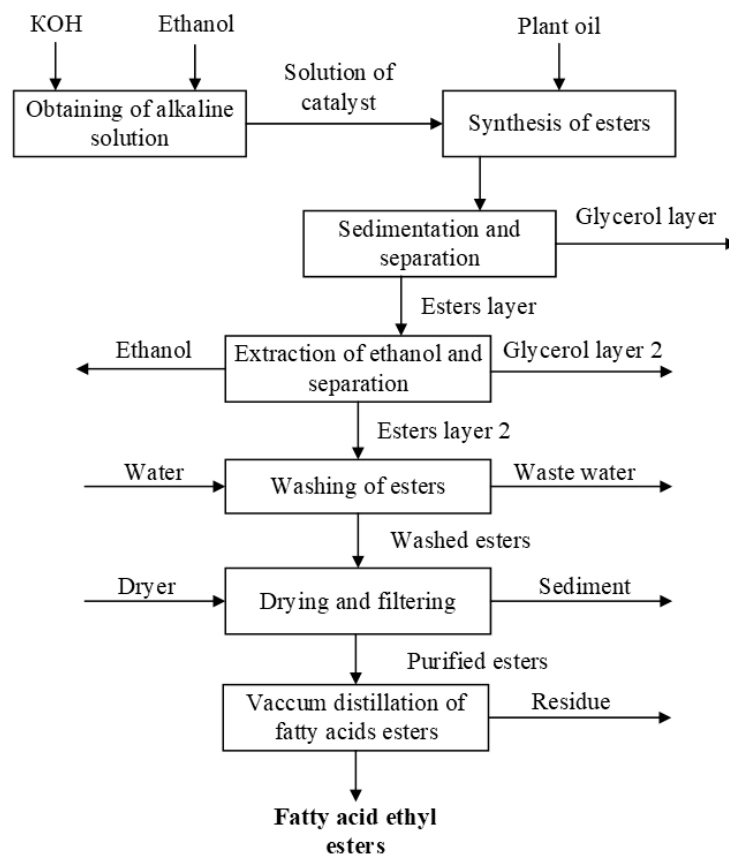 KOH
Ethanol
Plant oil
Obtaining of alkaline
solution
Solution of
catalyst
Synthesis of esters
Sedimentation and
separation
Glycerol layer
Esters layer
Ethanol
Extraction of ethanol and
separation
Glycerol layer 2
Esters layer 2
Water
Washing of esters
Waste water
Washed esters
Dryer
Drying and filtering
Sediment
Purified esters
Vaccum distillation of
fatty acids esters
Residue
Fatty acid ethyl
esters